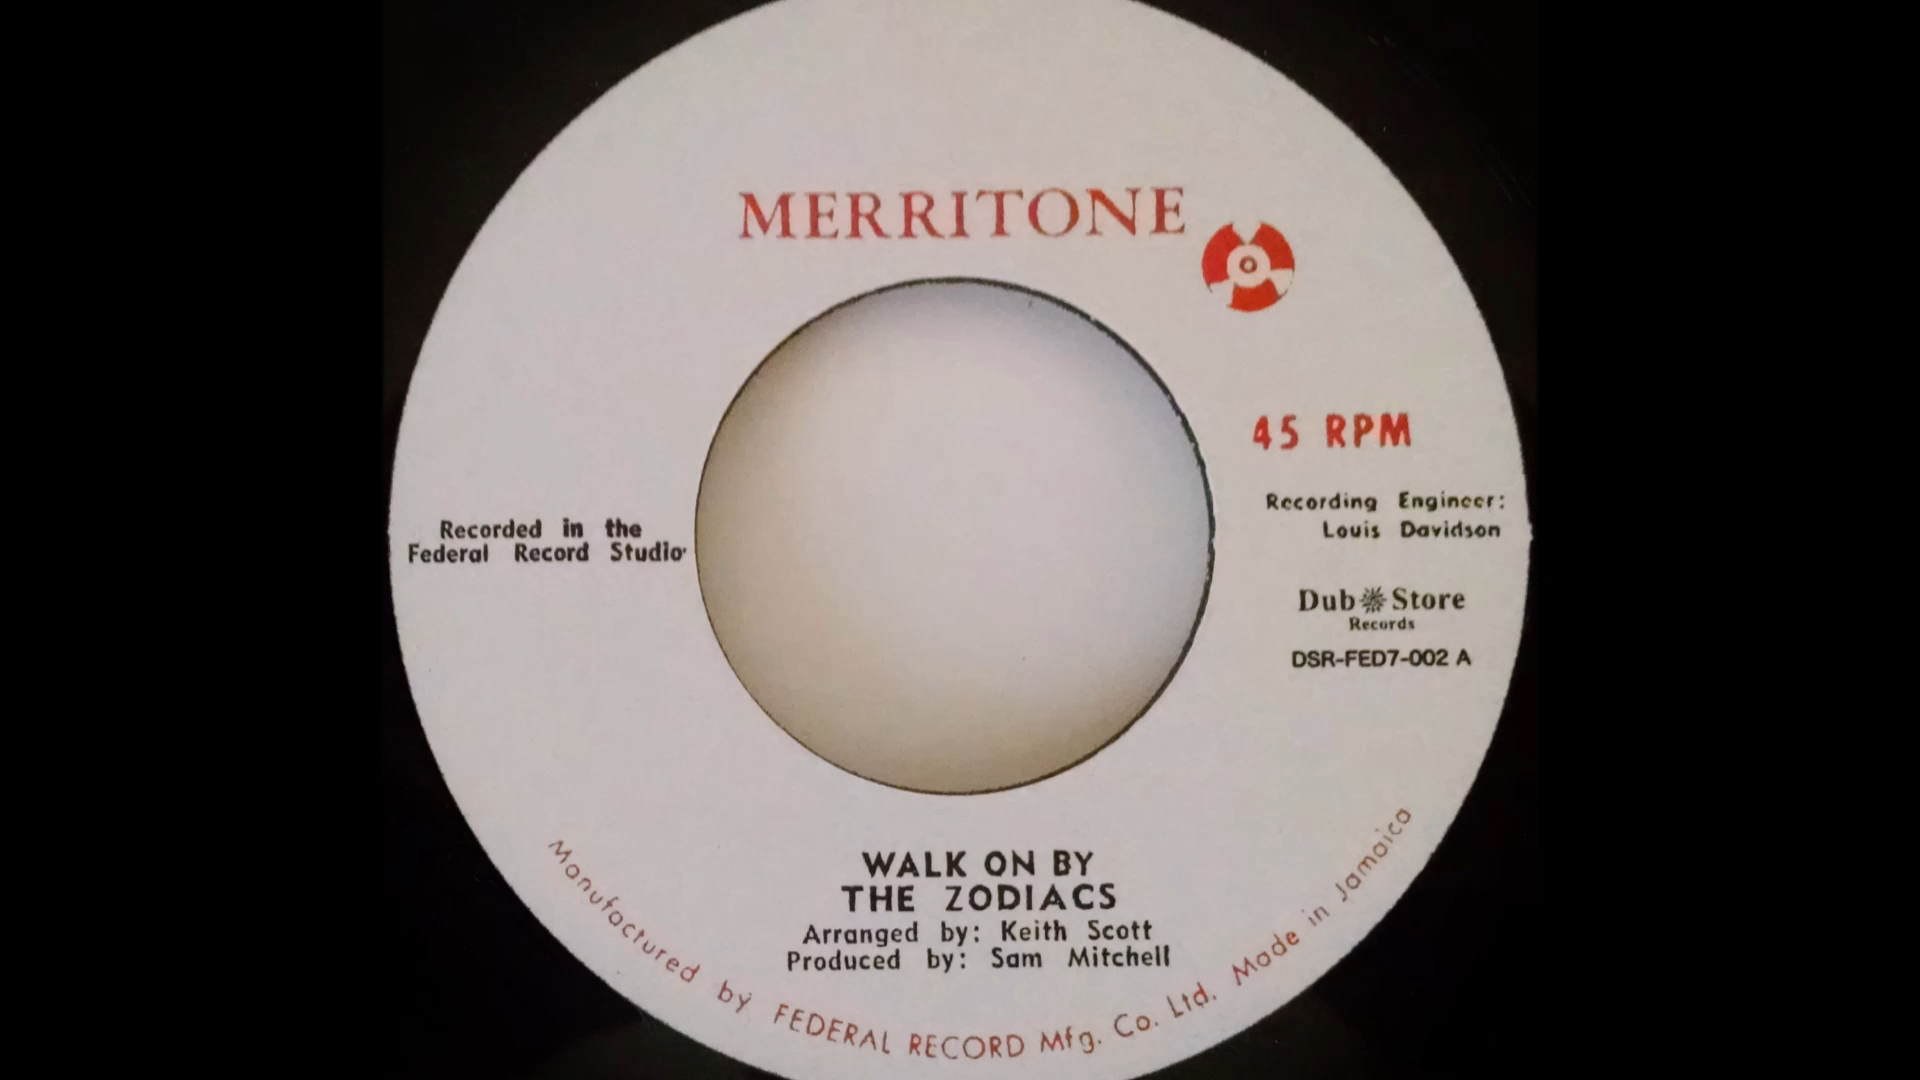 MERRITONE
45 RPM
Recording Engineer:
Louis Davidson
Recorded in the
Federal Record Studio
Dub Store
Records
DSR-FED7-002 A
WALK ON BY
THE ZODIACS
Arranged by: Keith Scott
Produced by: Sam Mitchell
Manufactured by FEDERAL RECORD Mfg. Co. Ltd. Made in Jamaica